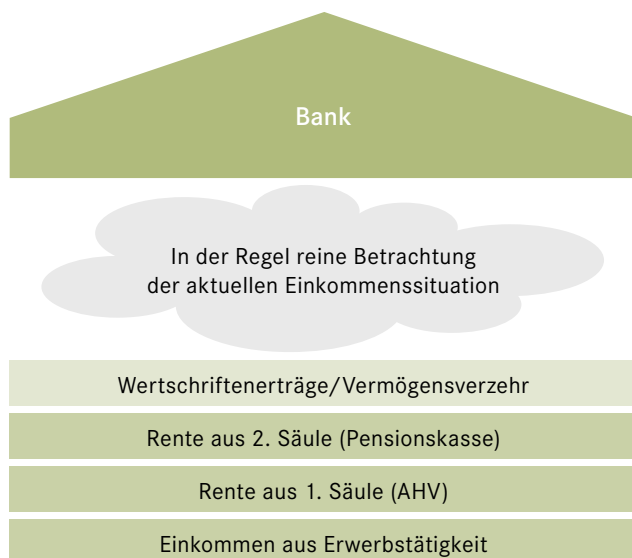 Bank
In der Regel reine Betrachtung
der aktuellen Einkommenssituation
Wertschriftenerträge/Vermögensverzehr
Rente aus 2. Säule (Pensionskasse)
Rente aus 1. Säule (AHV)
Einkommen aus Erwerbstätigkeit